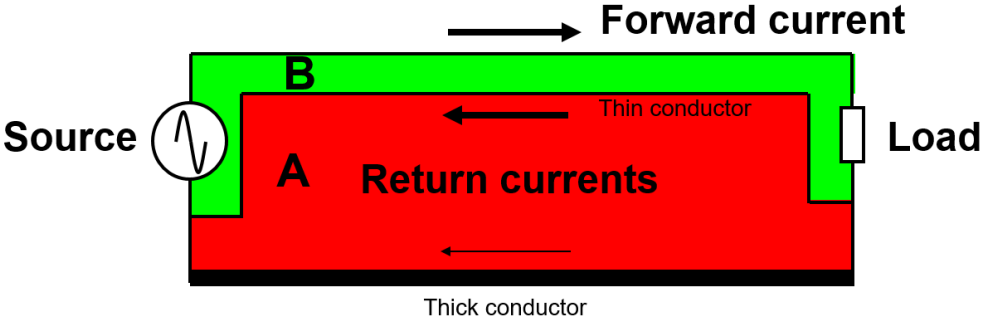 Forward current
B
Thin conductor
Source
Load
A
Return currents
Thick conductor